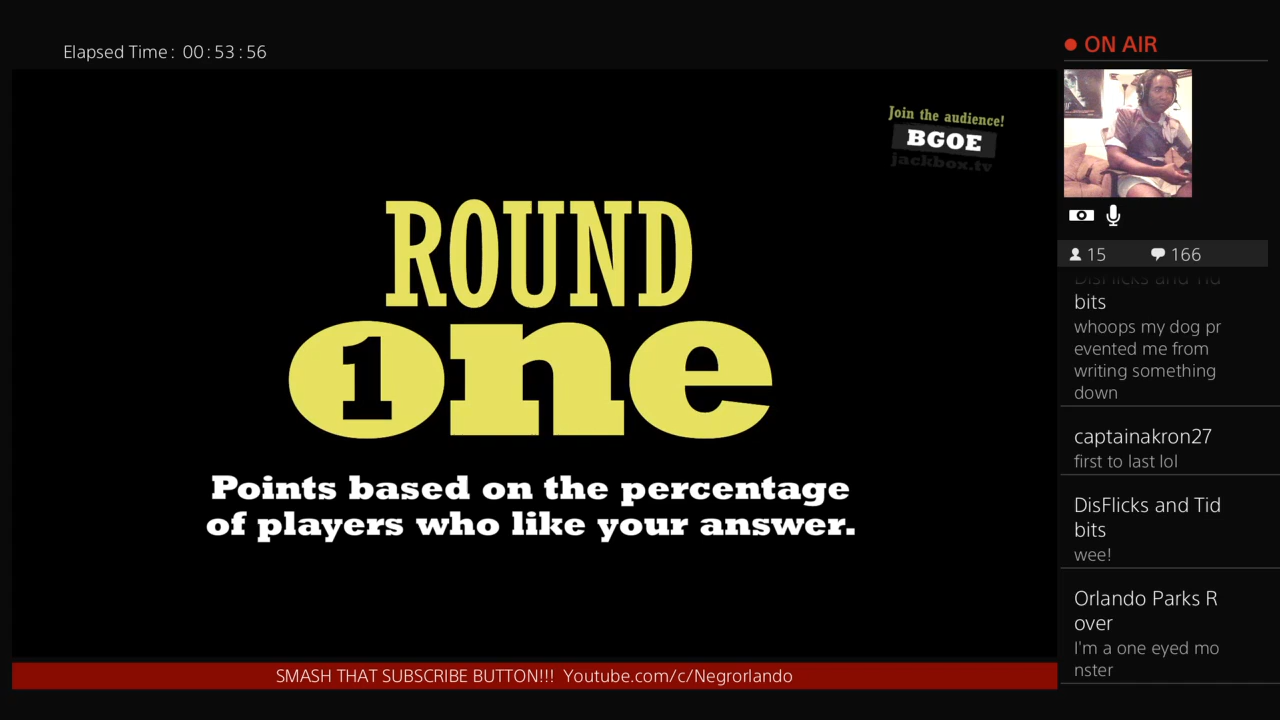 Elapsed Time: 00:53:56
ON AIR
Join the audience!
BGOE
jackbox.tv
ROUND
1
one
Points based on the percentage
of players who like your answer.
15 166
DisFlicks and Tid
bits
whoops my dog pr
evented me from
writing something
down
captainakron27
first to last lol
DisFlicks and Tid
bits
wee!
Orlando Parks R
over
I'm a one eyed mo
nster
SMASH THAT SUBSCRIBE BUTTON!!! Youtube.com/c/Negrorlando